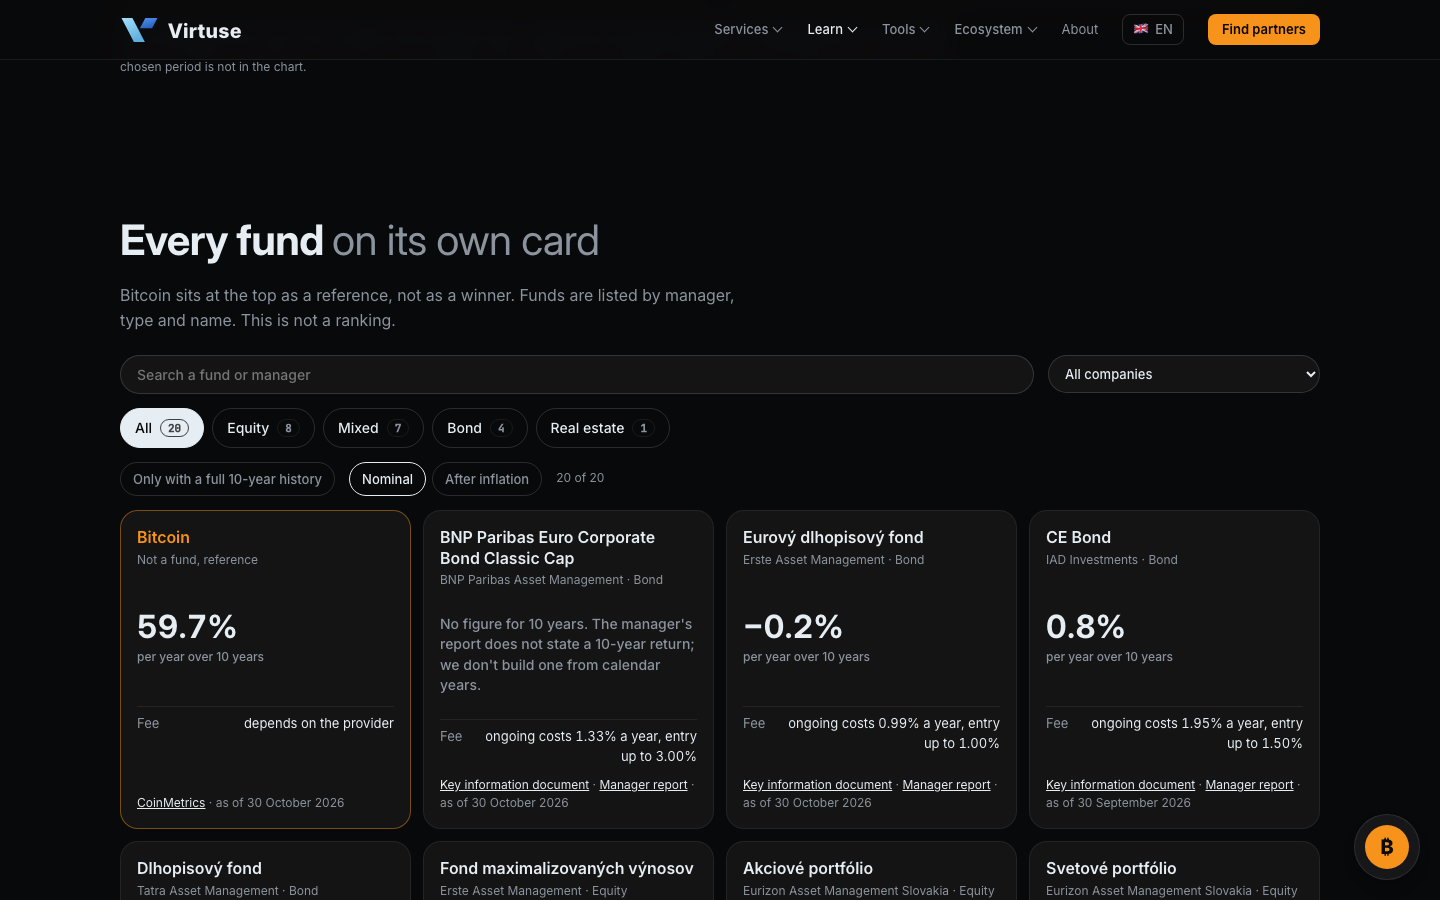 Virtuse
Services
Learn
Tools
Ecosystem
About
EN
Find partners
chosen period is not in the chart.
Every fund on its own card
Bitcoin sits at the top as a reference, not as a winner. Funds are listed by manager,
type and name. This is not a ranking.
Search a fund or manager
All companies
All 20
Equity 8
Mixed 7
Bond 4
Real estate 1
Only with a full 10-year history
Nominal
After inflation
20 of 20
Bitcoin
Not a fund, reference
59.7%
per year over 10 years
Fee depends on the provider
CoinMetrics · as of 30 October 2026
BNP Paribas Euro Corporate
Bond Classic Cap
BNP Paribas Asset Management · Bond
No figure for 10 years. The manager's
report does not state a 10-year return;
we don't build one from calendar
years.
Fee ongoing costs 1.33% a year, entry
up to 3.00%
Key information document · Manager report ·
as of 30 October 2026
Eurový dlhopisový fond
Erste Asset Management · Bond
−0.2%
per year over 10 years
Fee ongoing costs 0.99% a year, entry
up to 1.00%
Key information document · Manager report ·
as of 30 October 2026
CE Bond
IAD Investments · Bond
0.8%
per year over 10 years
Fee ongoing costs 1.95% a year, entry
up to 1.50%
Key information document · Manager report ·
as of 30 September 2026
Dlhopisový fond
Tatra Asset Management · Bond
Fond maximalizovaných výnosov
Erste Asset Management · Equity
Akciové portfólio
Eurizon Asset Management Slovakia · Equity
Svetové portfólio
Eurizon Asset Management Slovakia · Equity